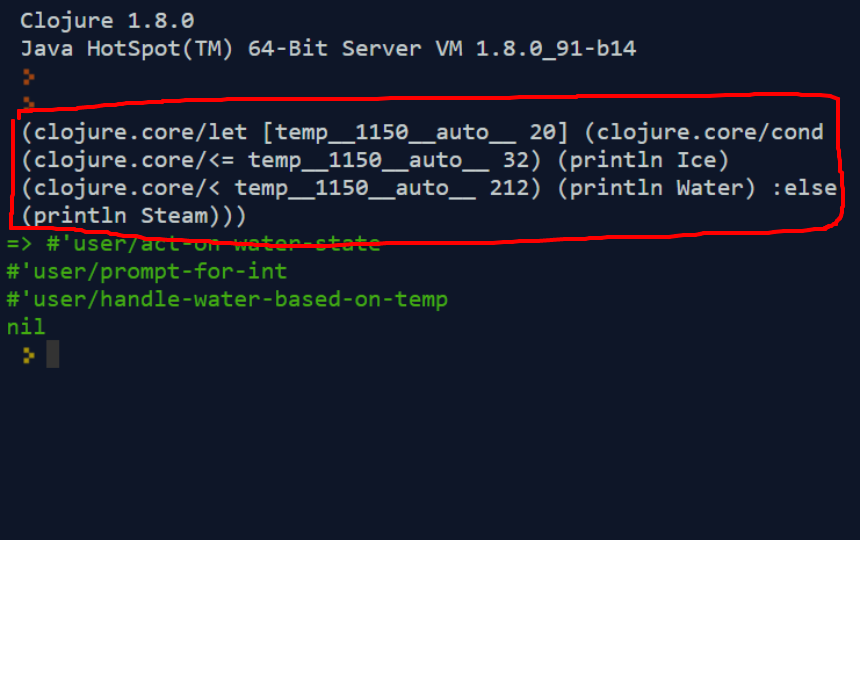 Clojure 1.8.0
Java HotSpot(TM) 64-Bit Server VM 1.8.0_91-b14
(clojure.core/let [temp__1150__auto__ 20] (clojure.core/cond
(clojure.core/<= temp__1150__auto__ 32) (println Ice)
(clojure.core/< temp__1150__auto__ 212) (println Water) :else
(println Steam)))
=> #'user/act-on-water-state
#'user/prompt-for-int
#'user/handle-water-based-on-temp
nil